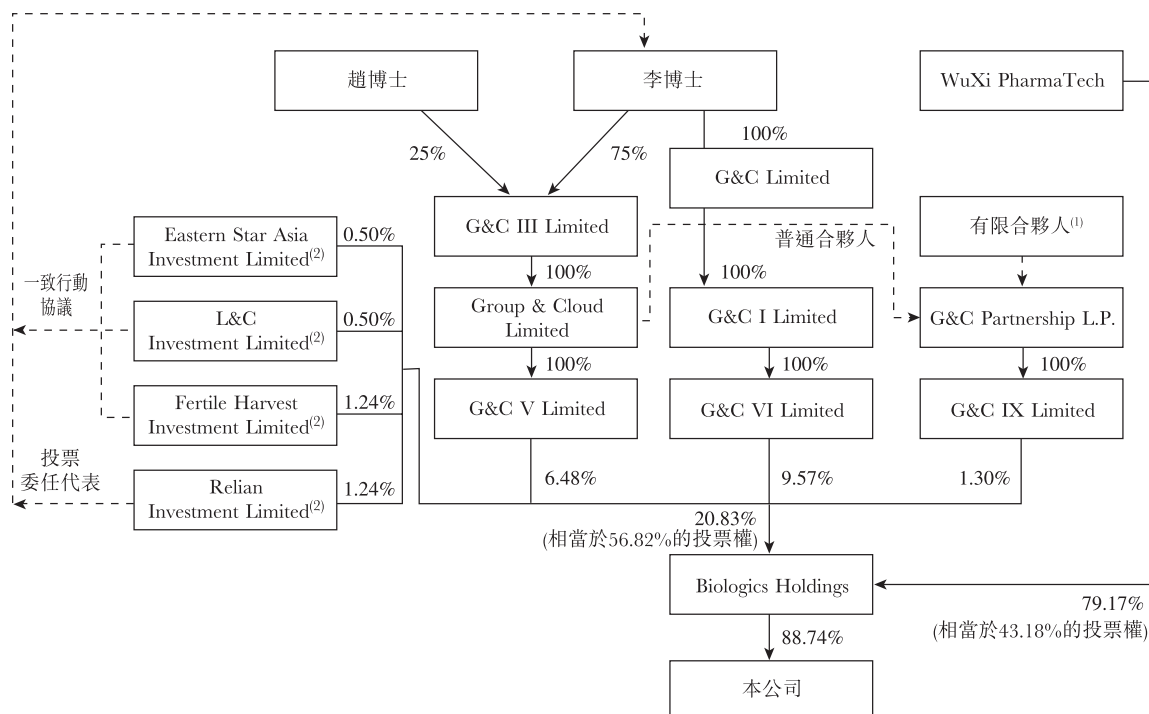 趙博士
李博士
WuXi PharmaTech
100%
25%
75%
G&C Limited
G&C III Limited
有限合夥人(1)
普通合夥人
Eastern Star Asia
Investment Limited(2)
0.50%
100%
100%
一致行動
協議
L&C
Investment Limited(2)
0.50%
Group & Cloud
Limited
G&C I Limited
G&C Partnership L.P.
100%
100%
100%
Fertile Harvest
Investment Limited(2)
1.24%
G&C V Limited
G&C VI Limited
G&C IX Limited
投票
委任代表
Relian
Investment Limited(2)
1.24%
6.48%
9.57%
1.30%
20.83%
(相當於56.82%的投票權)
Biologics Holdings
79.17%
(相當於43.18%的投票權)
88.74%
本公司